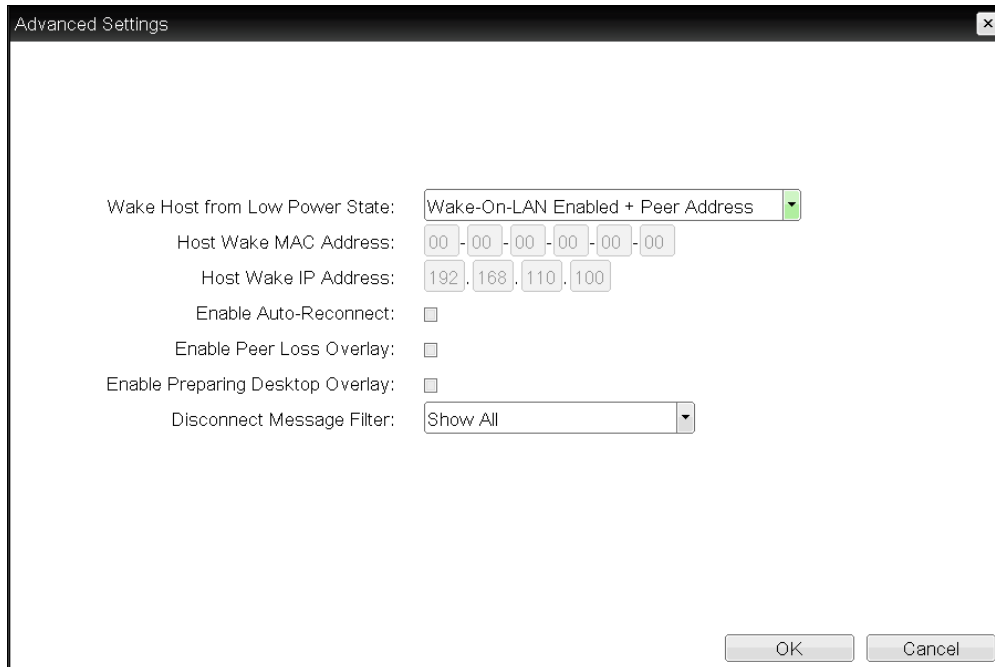 Advanced Settings
Wake Host from Low Power State: Wake-On-LAN Enabled + Peer Address
Host Wake MAC Address: 00-00-00-00-00-00
Host Wake IP Address: 192.168.110.100
Enable Auto-Reconnect:
Enable Peer Loss Overlay:
Enable Preparing Desktop Overlay:
Disconnect Message Filter: Show All
OK Cancel